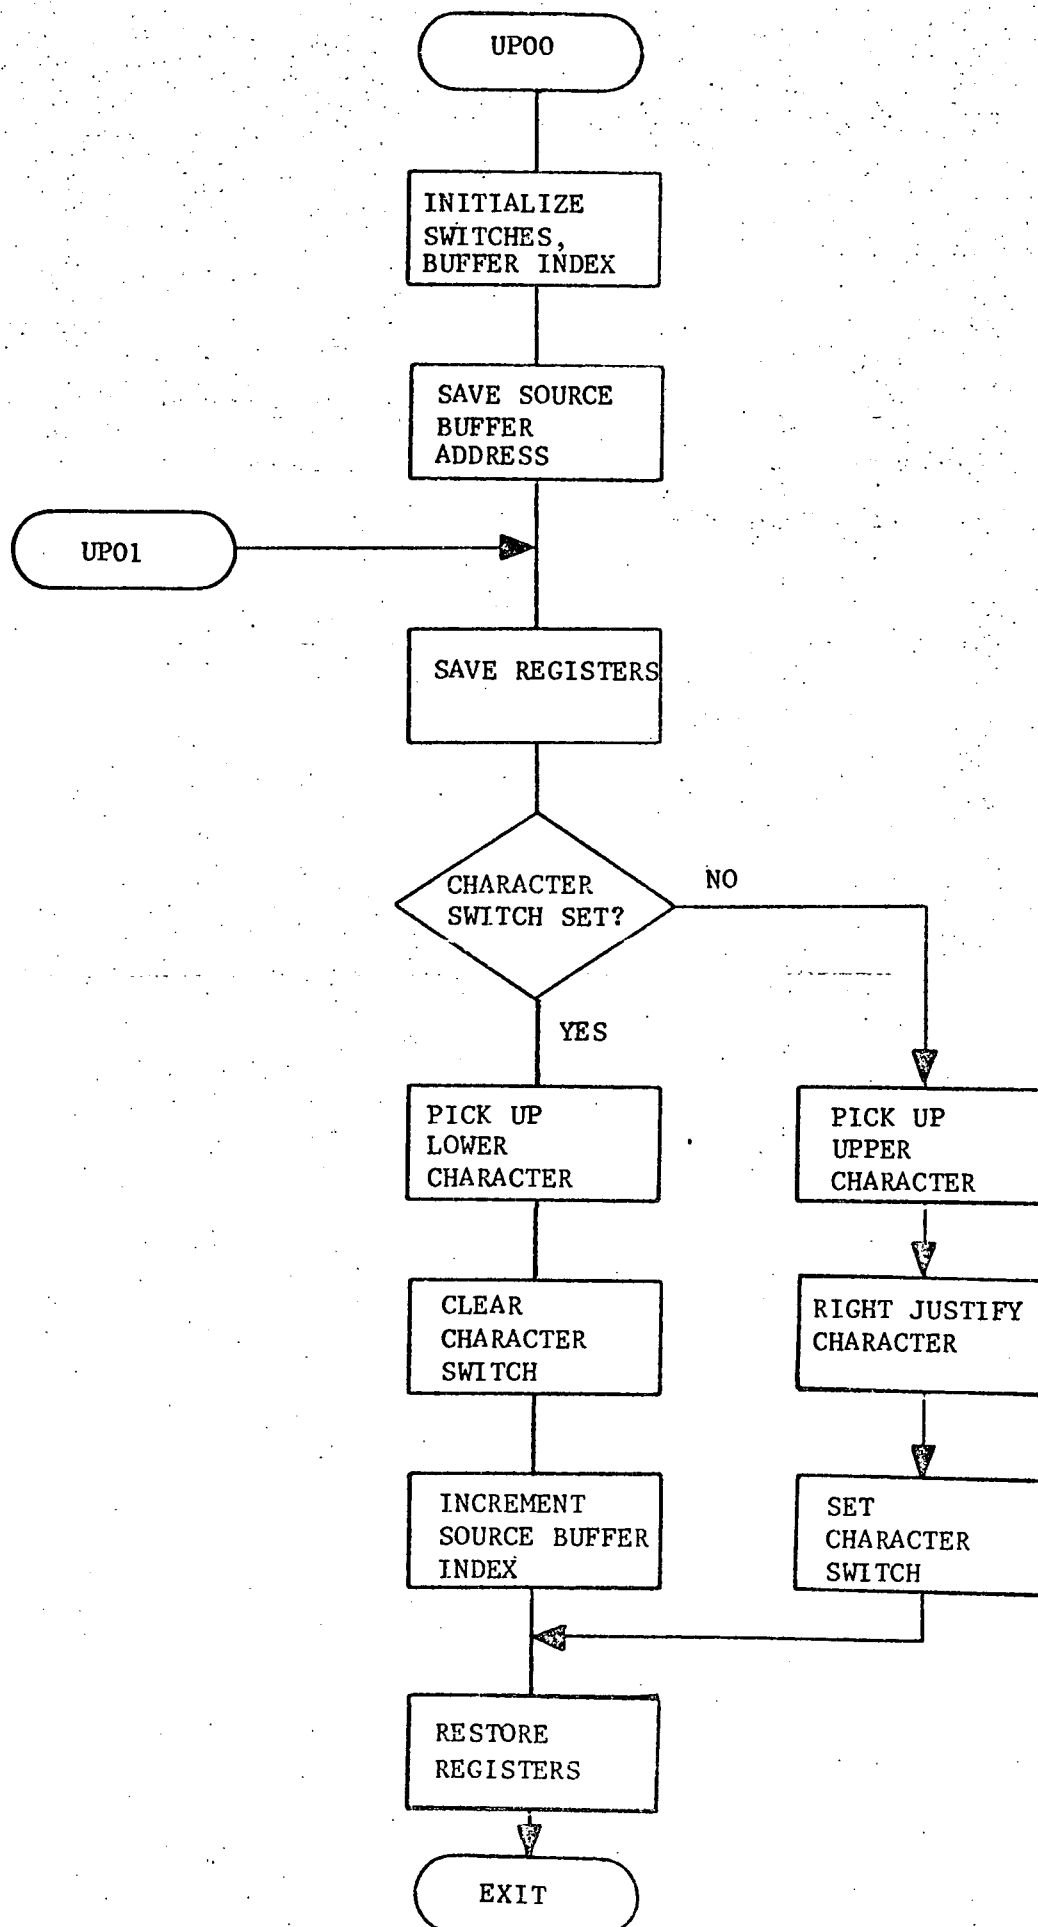 UP00
INITIALIZE
SWITCHES,
BUFFER INDEX
SAVE SOURCE
BUFFER
ADDRESS
UP01
SAVE REGISTERS
CHARACTER
SWITCH SET?
NO
YES
PICK UP
LOWER
CHARACTER
PICK UP
UPPER
CHARACTER
CLEAR
CHARACTER
SWITCH
RIGHT JUSTIFY
CHARACTER
INCREMENT
SOURCE BUFFER
INDEX
SET
CHARACTER
SWITCH
RESTORE
REGISTERS
EXIT